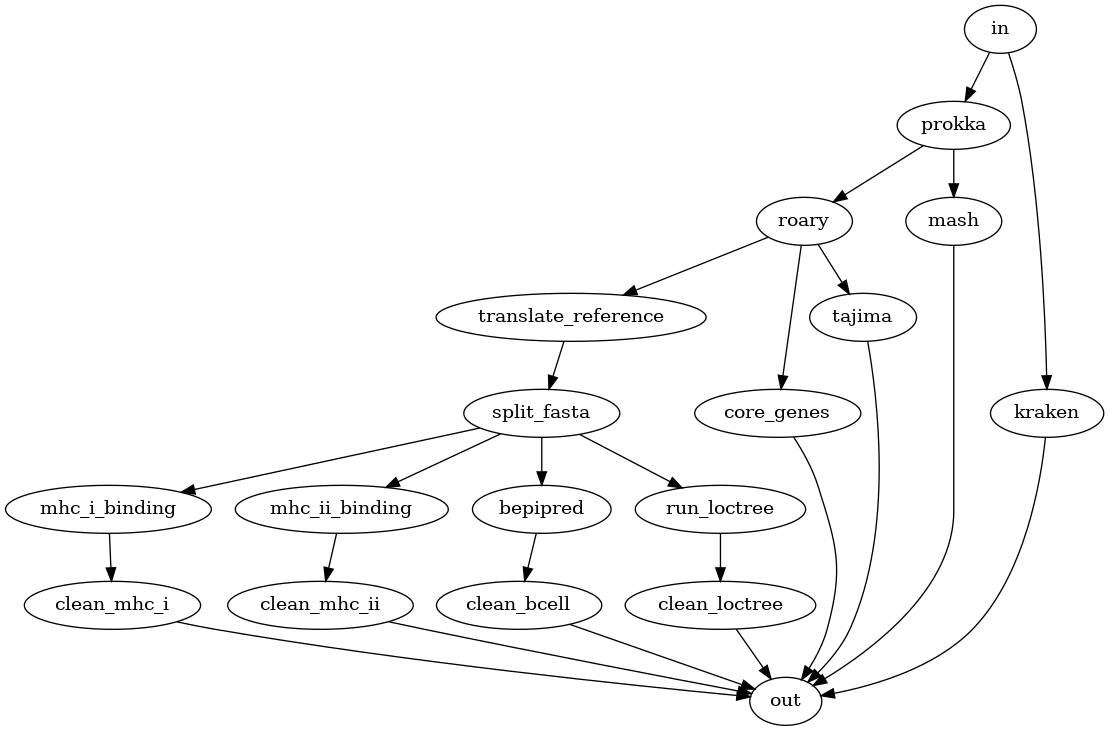 in
prokka
roary
mash
translate_reference
tajima
split_fasta
core_genes
kraken
mhc_i_binding
mhc_ii_binding
bepipred
run_loctree
clean_mhc_i
clean_mhc_ii
clean_bcell
clean_loctree
out